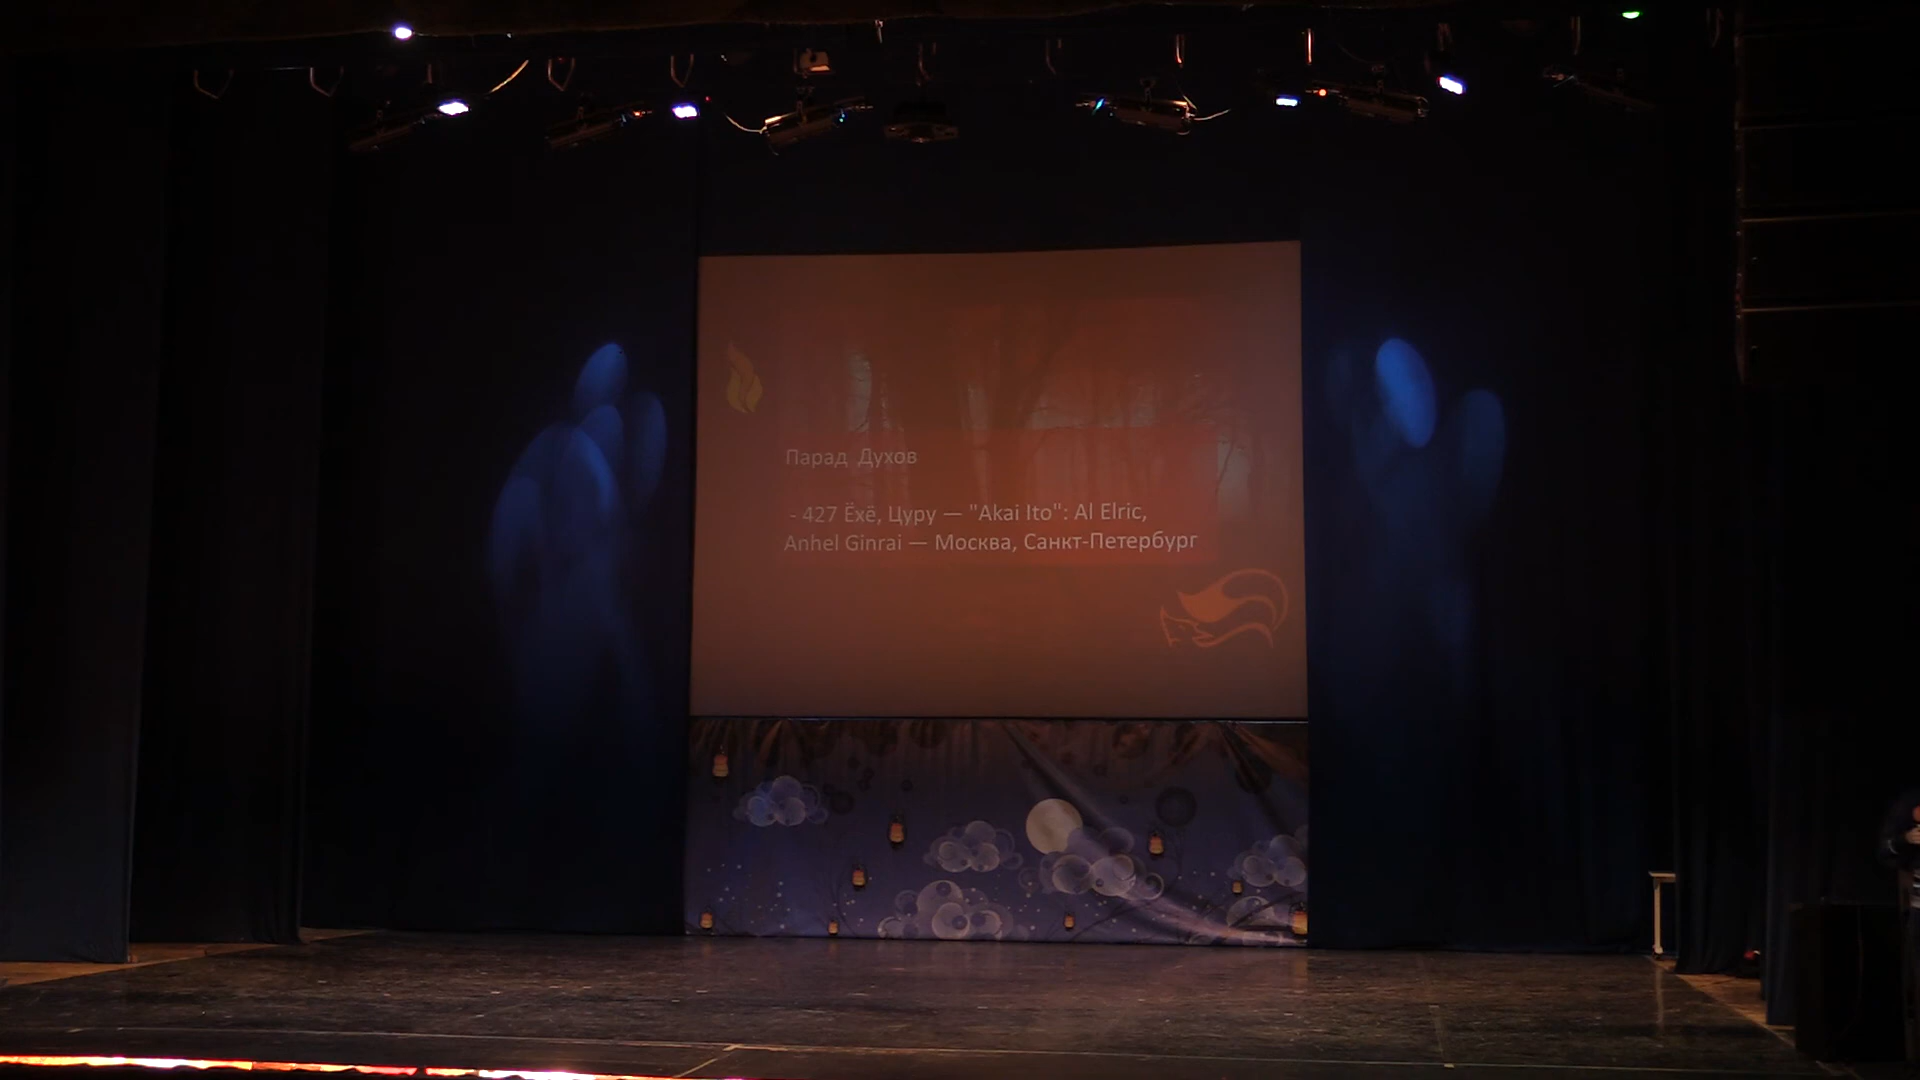 Парад Духов
- 427 Ёхё, Цуру — "Akai Ito": Al Elric,
Anhel Ginrai — Москва, Санкт-Петербург